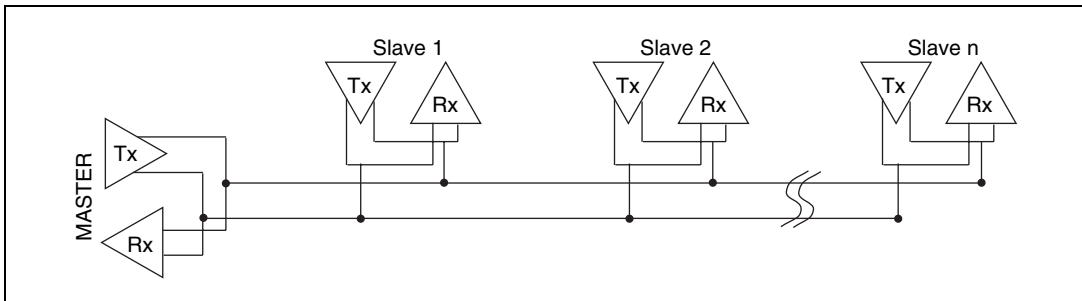 Slave 1
Tx
Rx
Slave 2
Tx
Rx
Slave n
Tx
Rx
MASTER
Tx
Rx